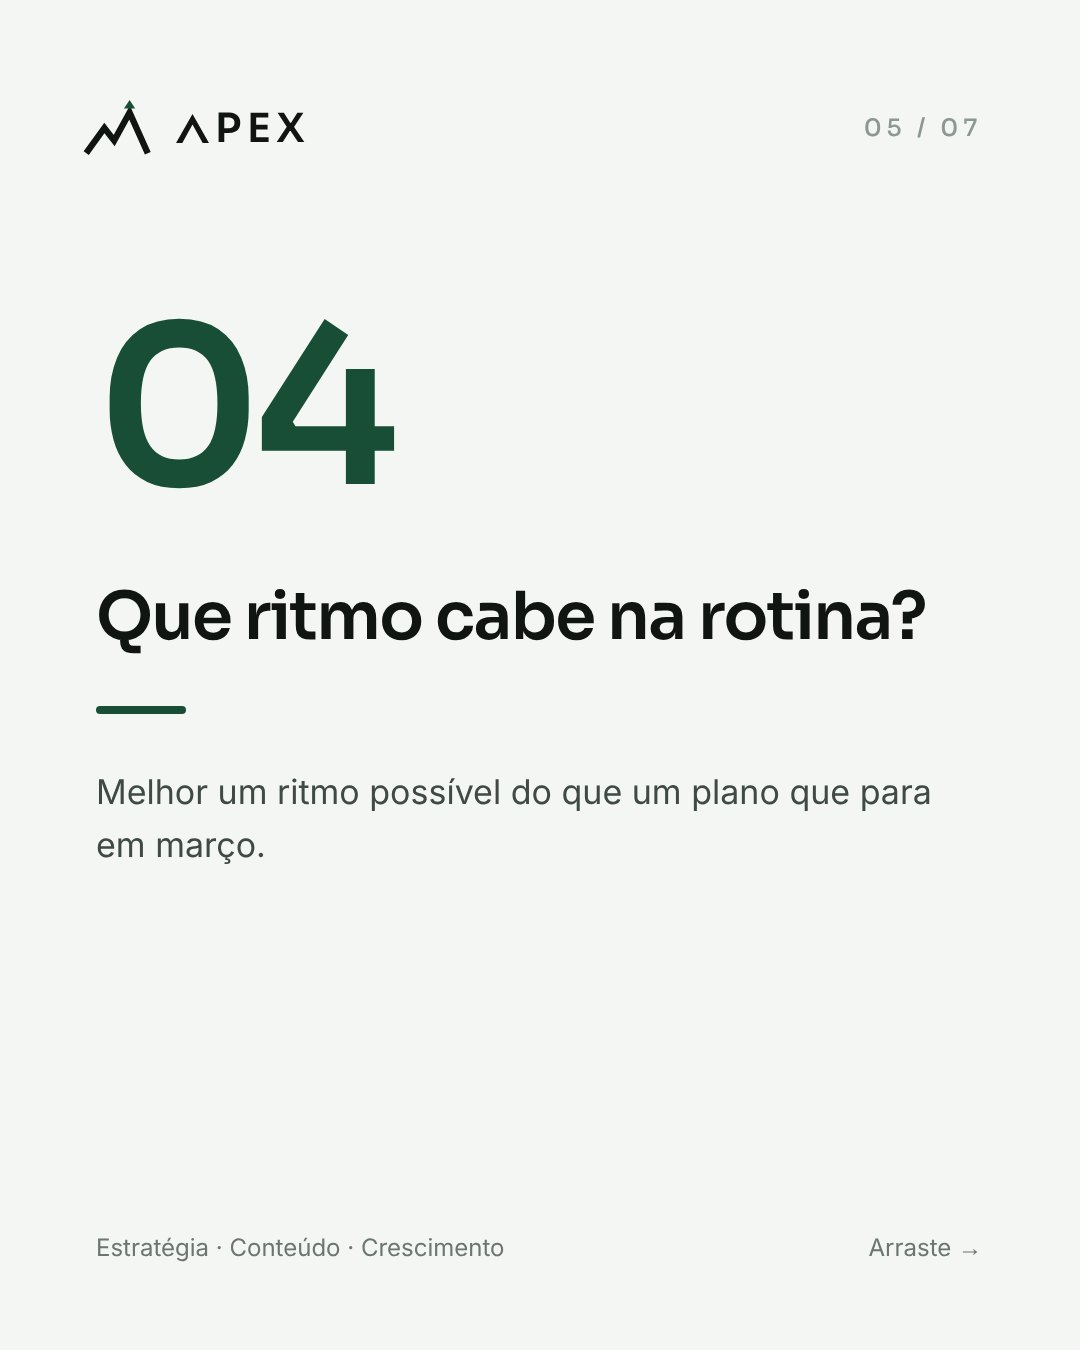 APEX
05 / 07
04
Que ritmo cabe na rotina?
Melhor um ritmo possível do que um plano que para
em março.
Estratégia · Conteúdo · Crescimento
Arraste →